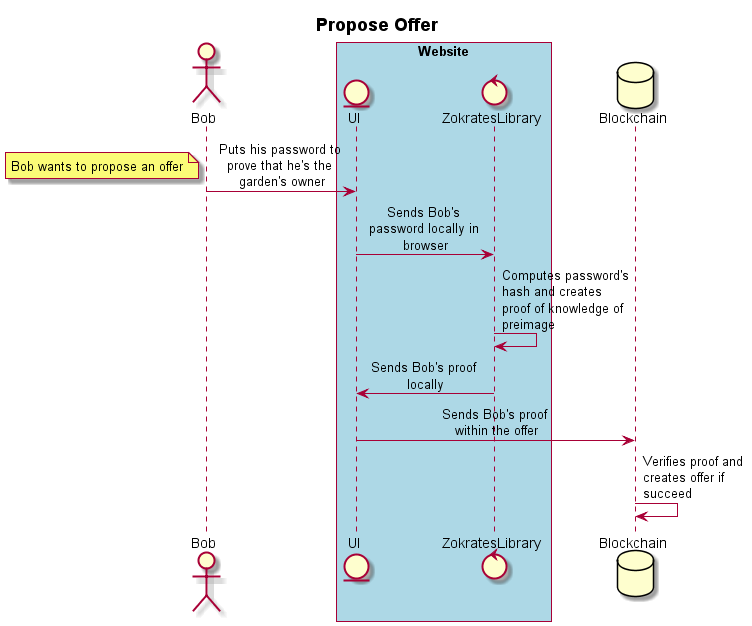 Propose Offer
Website
Bob
UI
ZokratesLibrary
Blockchain
Bob wants to propose an offer
Puts his password to
prove that he's the
garden's owner
Sends Bob's
password locally in
browser
Computes password's
hash and creates
proof of knowledge of
preimage
Sends Bob's proof
locally
Sends Bob's proof
within the offer
Verifies proof and
creates offer if
succeed
Bob
UI
ZokratesLibrary
Blockchain